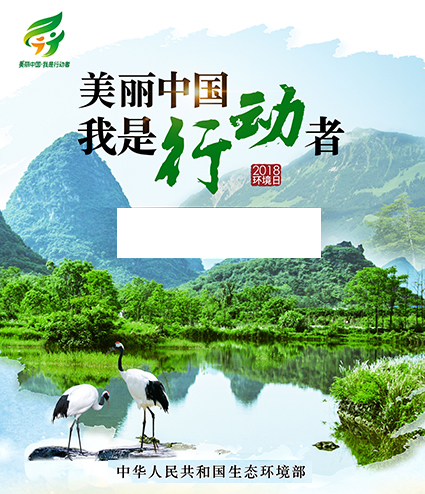 美丽中国·我是行动者
美丽中国
我是行动者
2018
环境日
中华人民共和国生态环境部